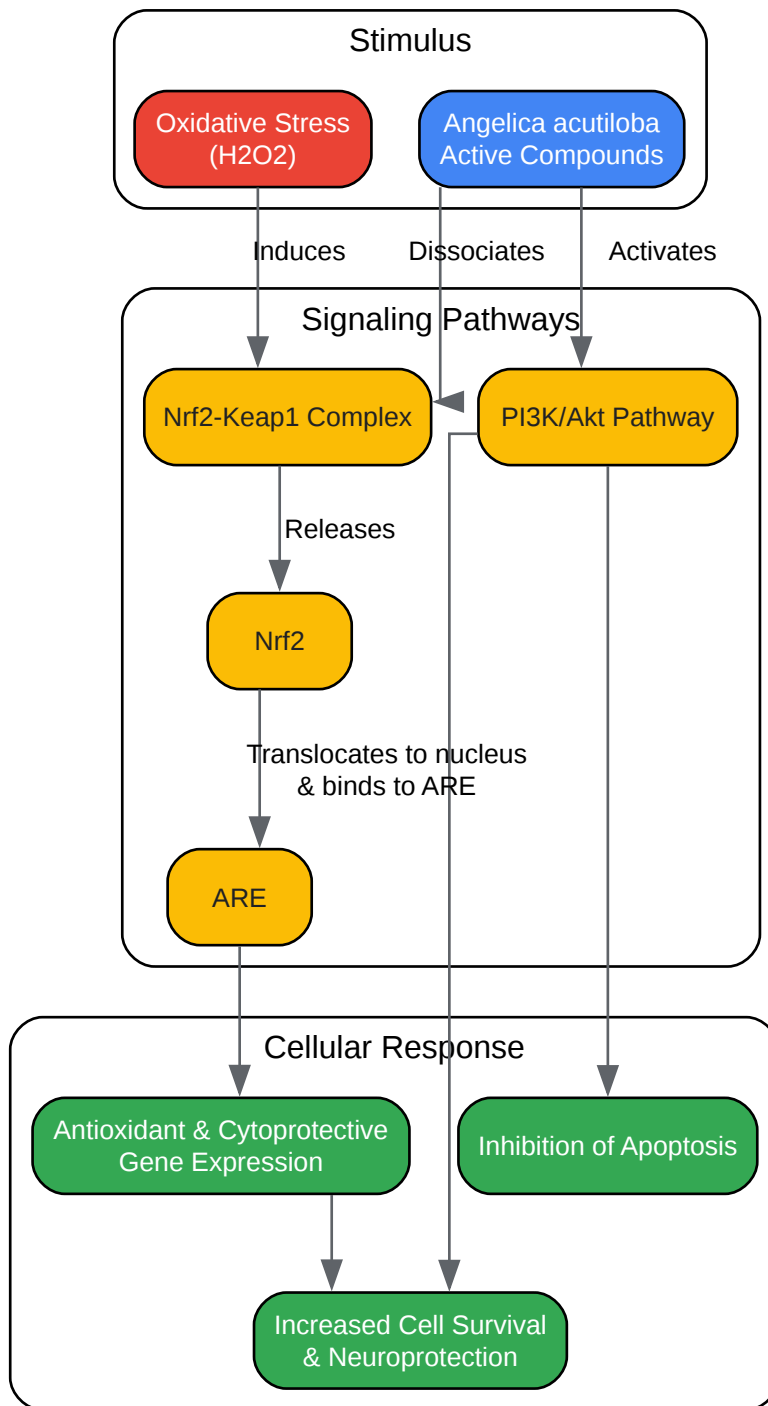 Stimulus
Oxidative Stress
(H2O2)
Angelica acutiloba
Active Compounds
Induces
Dissociates
Activates
Signaling Pathways
Nrf2-Keap1 Complex
PI3K/Akt Pathway
Releases
Nrf2
Translocates to nucleus
& binds to ARE
ARE
Cellular Response
Antioxidant & Cytoprotective
Gene Expression
Inhibition of Apoptosis
Increased Cell Survival
& Neuroprotection